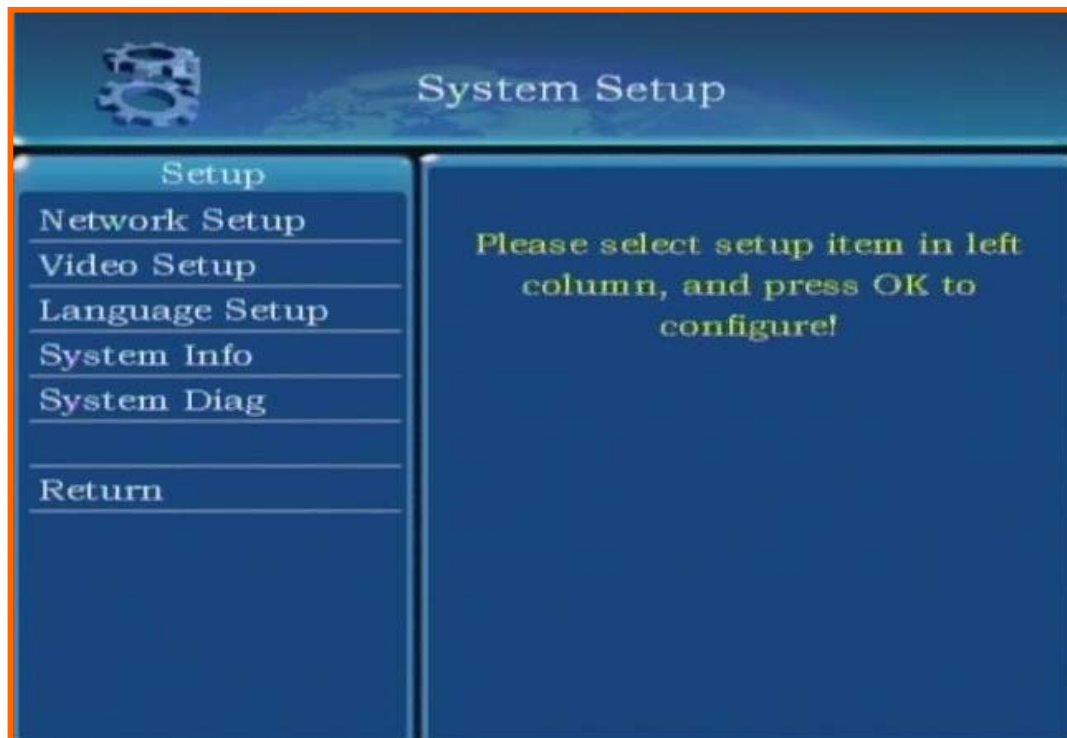 System Setup
Setup
Network Setup
Video Setup
Language Setup
System Info
System Diag
Return
Please select setup item in left
column, and press OK to
configure!